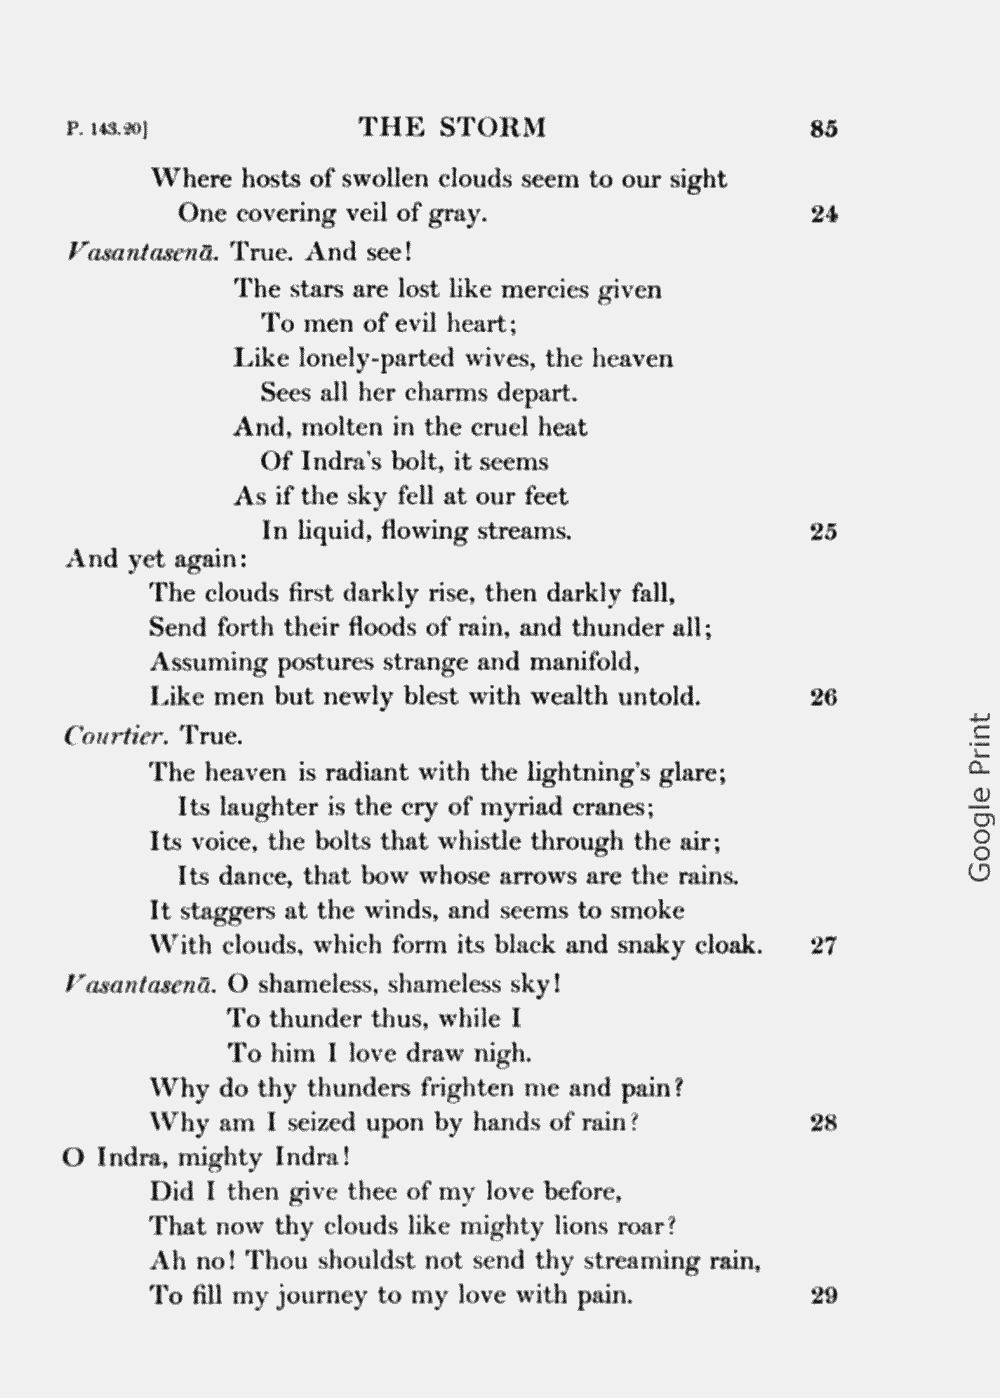 P. 143.20] THE STORM 85
Where hosts of swollen clouds seem to our sight
One covering veil of gray. 24
Vasantasenā. True. And see!
The stars are lost like mercies given
To men of evil heart;
Like lonely-parted wives, the heaven
Sees all her charms depart.
And, molten in the cruel heat
Of Indra's bolt, it seems
As if the sky fell at our feet
In liquid, flowing streams. 25
And yet again:
The clouds first darkly rise, then darkly fall,
Send forth their floods of rain, and thunder all;
Assuming postures strange and manifold,
Like men but newly blest with wealth untold. 26
Courtier. True.
The heaven is radiant with the lightning's glare;
Its laughter is the cry of myriad cranes;
Its voice, the bolts that whistle through the air;
Its dance, that bow whose arrows are the rains.
It staggers at the winds, and seems to smoke
With clouds, which form its black and snaky cloak. 27
Vasantasenā. O shameless, shameless sky!
To thunder thus, while I
To him I love draw nigh.
Why do thy thunders frighten me and pain?
Why am I seized upon by hands of rain? 28
O Indra, mighty Indra!
Did I then give thee of my love before,
That now thy clouds like mighty lions roar?
Ah no! Thou shouldst not send thy streaming rain,
To fill my journey to my love with pain. 29
Google Print